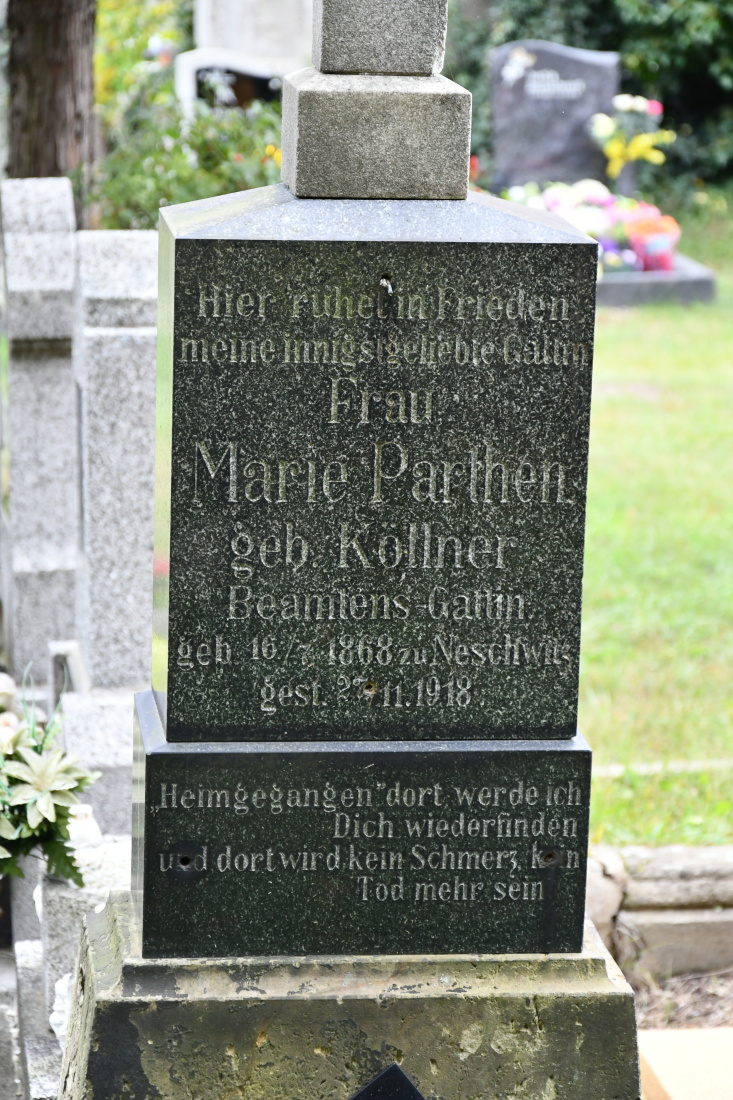 Hier ruhet in Frieden
meine innigstgeliebte Gattin
Frau
Marie Parthen
geb. Köllner
Beamtens-Gattin.
geb. 16/7. 1868 zu Neschwitz
gest. 27/11. 1918.
„Heimgegangen” dort werde ich
Dich wiederfinden
und dort wird kein Schmerz, kein
Tod mehr sein